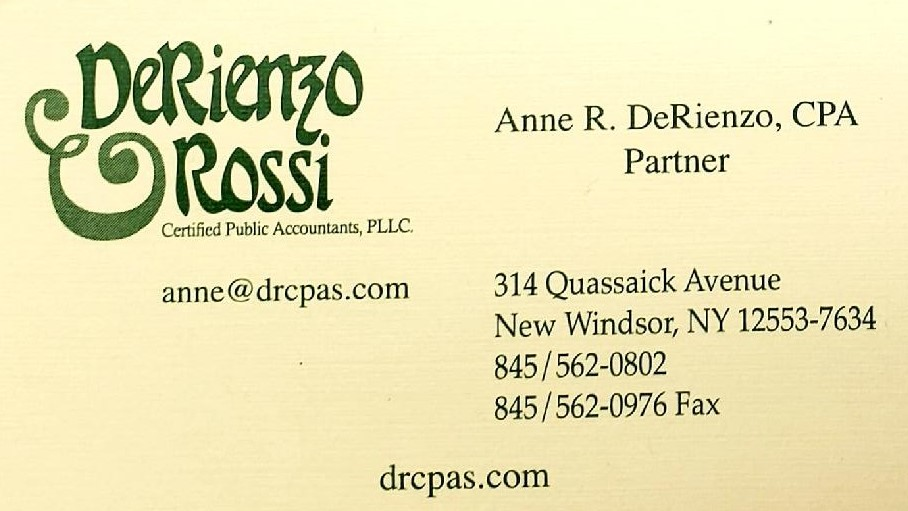 DeRienzo
& Rossi
Certified Public Accountants, PLLC.
anne@drcpas.com
Anne R. DeRienzo, CPA
Partner
314 Quassaick Avenue
New Windsor, NY 12553-7634
845/562-0802
845/562-0976 Fax
drcpas.com